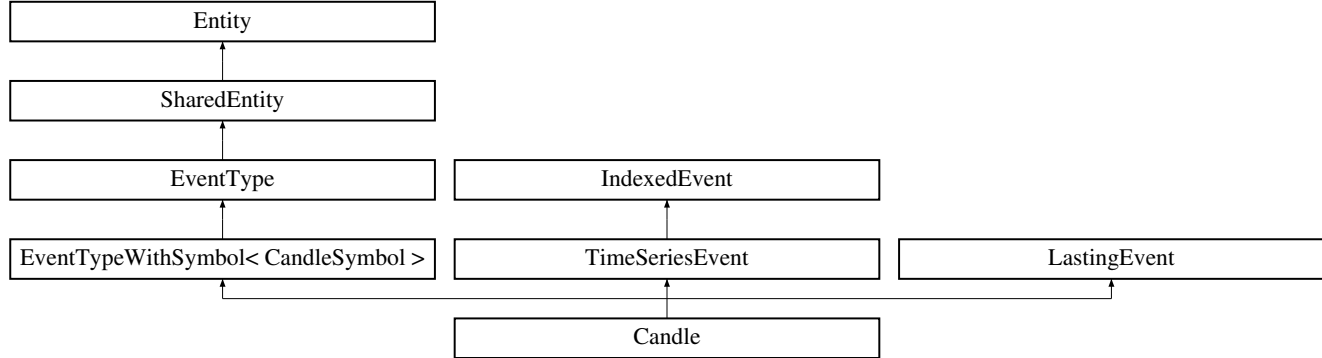 Entity
SharedEntity
EventType
IndexedEvent
EventTypeWithSymbol< CandleSymbol >
TimeSeriesEvent
LastingEvent
Candle